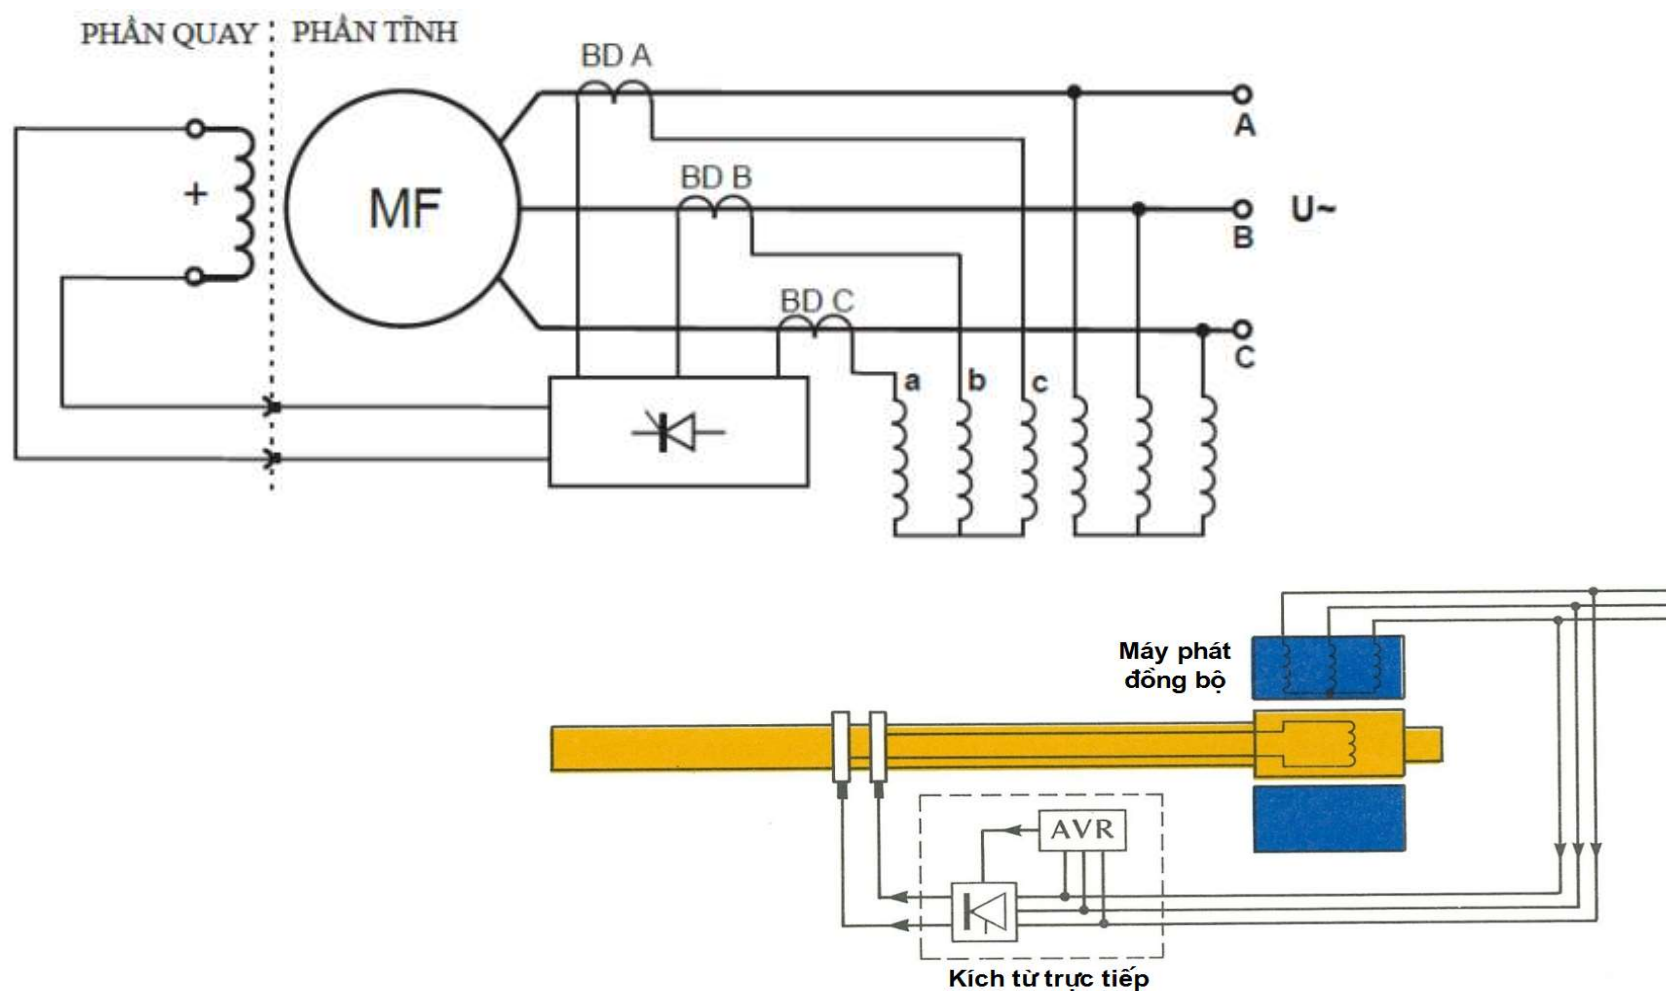 PHẦN QUAY PHẦN TĨNH
BD A
A
BD B
+
MF
B
U~
BD C
C
a b c
Máy phát
đồng bộ
AVR
Kích từ trực tiếp